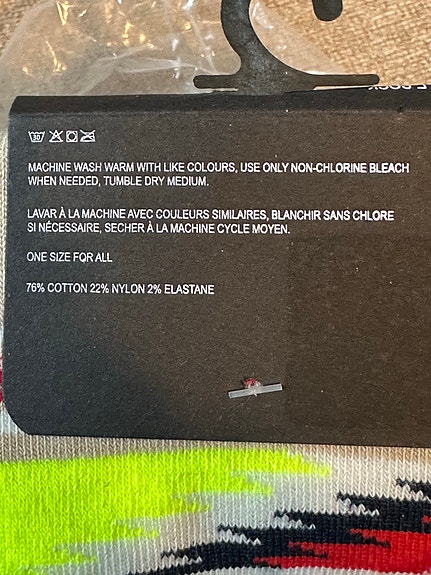 30
MACHINE WASH WARM WITH LIKE COLOURS, USE ONLY NON-CHLORINE BLEACH
WHEN NEEDED, TUMBLE DRY MEDIUM.
LAVAR À LA MACHINE AVEC COULEURS SIMILAIRES, BLANCHIR SANS CHLORE
SI NÉCESSAIRE, SECHER À LA MACHINE CYCLE MOYEN.
ONE SIZE FOR ALL
76% COTTON 22% NYLON 2% ELASTANE